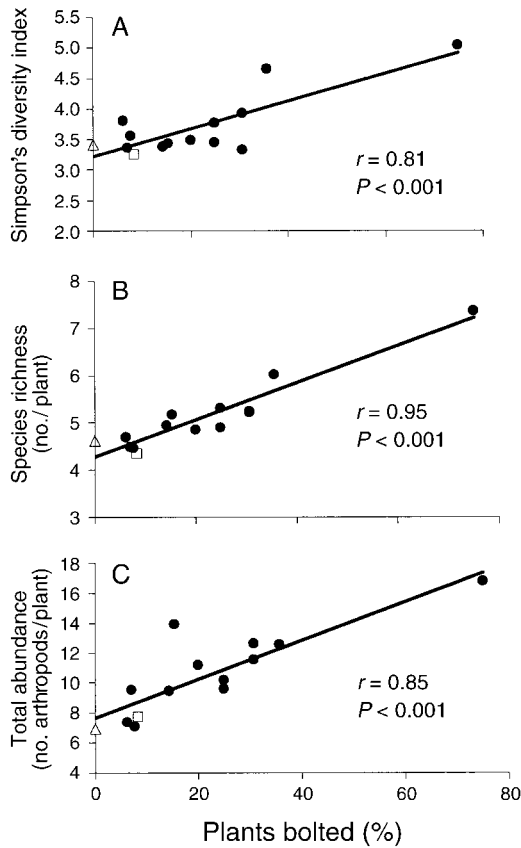 A
Simpson's diversity index
5.5
5.0
4.5
4.0
3.5
3.0
2.5
2.0
r = 0.81
P < 0.001
B
Species richness
(no./ plant)
8
7
6
5
4
3
r = 0.95
P < 0.001
C
Total abundance
(no. arthropods/plant)
18
16
14
12
10
8
6
4
r = 0.85
P < 0.001
0 20 40 60 80
Plants bolted (%)